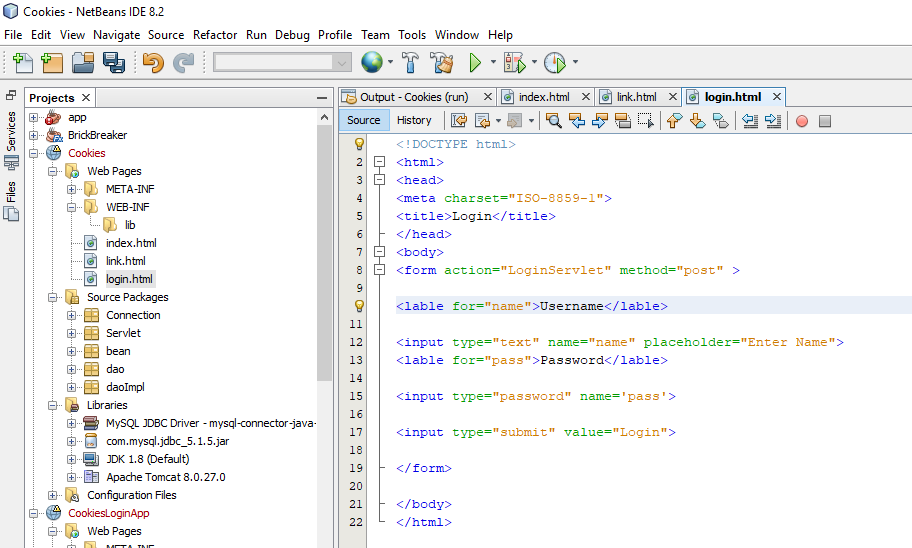 Cookies - NetBeans IDE 8.2
File Edit View Navigate Source Refactor Run Debug Profile Team Tools Window Help
Services
Files
Projects
app
BrickBreaker
Cookies
Web Pages
META-INF
WEB-INF
lib
index.html
link.html
login.html
Source Packages
Connection
Servlet
bean
dao
daoImpl
Libraries
MySQL JDBC Driver - mysql-connector-java-
com.mysql.jdbc_5.1.5.jar
JDK 1.8 (Default)
Apache Tomcat 8.0.27.0
Configuration Files
CookiesLoginApp
Web Pages
META-INF
Output - Cookies (run) index.html link.html login.html
Source History
<!DOCTYPE html>
2 <html>
3 <head>
4 <meta charset="ISO-8859-1">
5 <title>Login</title>
6 </head>
7 <body>
8 <form action="LoginServlet" method="post" >
9
<lable for="name">Username</lable>
11
12 <input type="text" name="name" placeholder="Enter Name">
13 <lable for="pass">Password</lable>
14
15 <input type="password" name='pass'>
16
17 <input type="submit" value="Login">
18
19 </form>
20
21 </body>
22 </html>